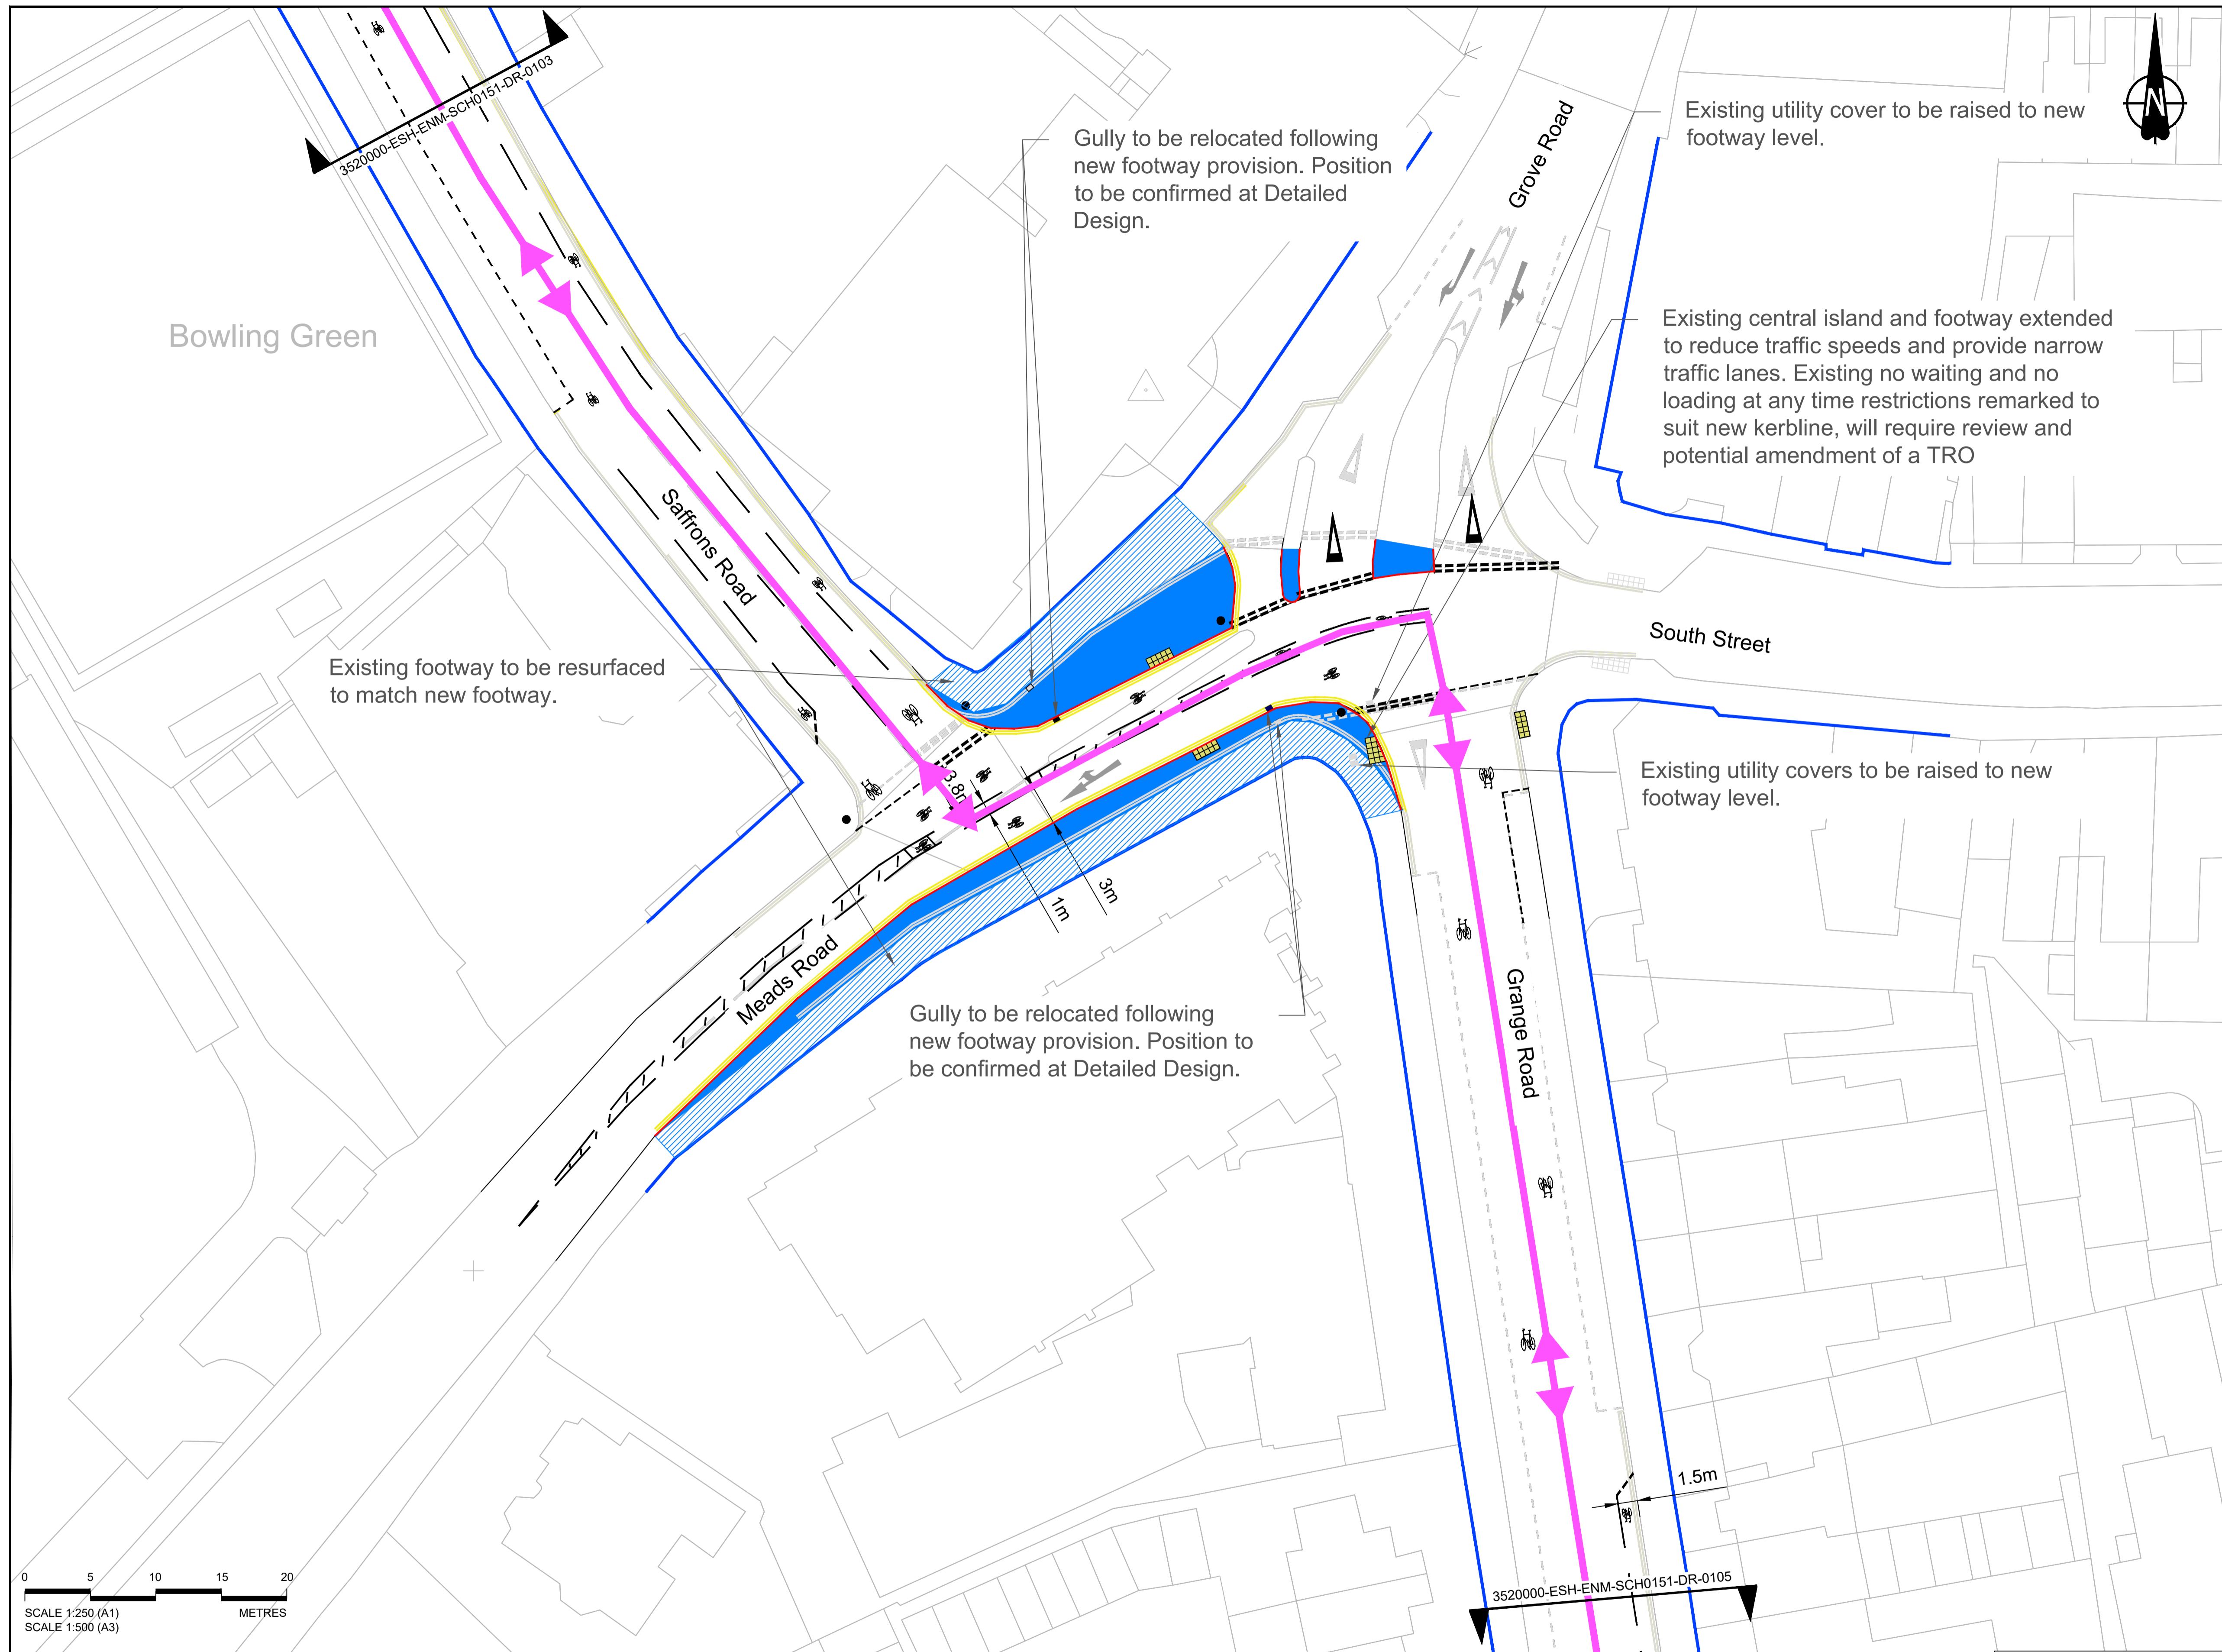 3520000-ESH-ENM-SCH0151-DR-0103
Gully to be relocated following
new footway provision. Position
to be confirmed at Detailed
Design.
Grove Road
Existing utility cover to be raised to new
footway level.
N
Bowling Green
Existing central island and footway extended
to reduce traffic speeds and provide narrow
traffic lanes. Existing no waiting and no
loading at any time restrictions remarked to
suit new kerbline, will require review and
potential amendment of a TRO
Saffrons Road
South Street
Existing footway to be resurfaced
to match new footway.
3.8m
Existing utility covers to be raised to new
footway level.
3m
1m
Meads Road
Grange Road
Gully to be relocated following
new footway provision. Position to
be confirmed at Detailed Design.
1.5m
3520000-ESH-ENM-SCH0151-DR-0105
0 5 10 15 20
SCALE 1:250 (A1) METRES
SCALE 1:500 (A3)